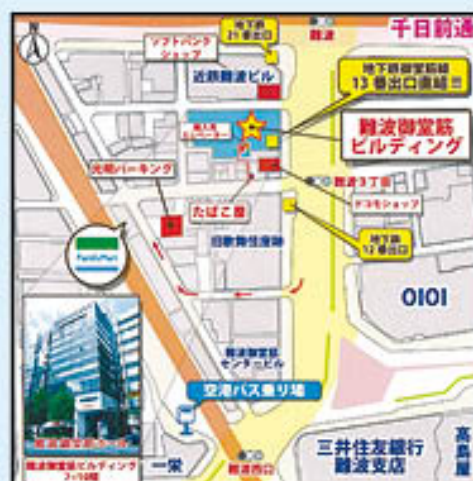 千日前通
難波
地下鉄
21番出口
ソフトバンク
ショップ
近鉄難波ビル
地下鉄御堂筋線
13番出口直結!!
難波御堂筋
ビルディング
光明パーキング
難波3丁目
たばこ屋
ドコモショップ
旧歌舞伎座跡
地下鉄
12番出口
FamilyMart
OIOI
難波御堂筋
センタービル
空港バス乗り場
一栄
難波西口
三井住友銀行
難波支店
高島屋
難波御堂筋ビルディング